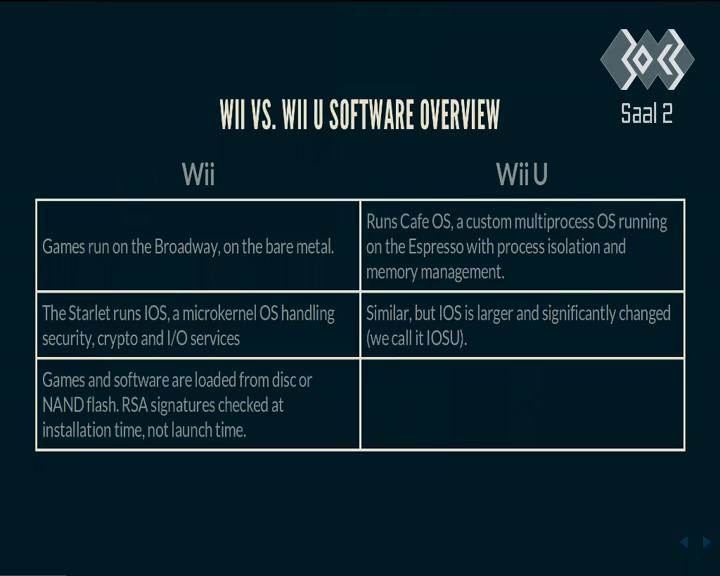 Saal 2
WII VS. WII U SOFTWARE OVERVIEW
Wii
Wii U
Games run on the Broadway, on the bare metal.
Runs Cafe OS, a custom multiprocess OS running
on the Espresso with process isolation and
memory management.
The Starlet runs IOS, a microkernel OS handling
security, crypto and I/O services
Similar, but IOS is larger and significantly changed
(we call it IOSU).
Games and software are loaded from disc or
NAND flash. RSA signatures checked at
installation time, not launch time.